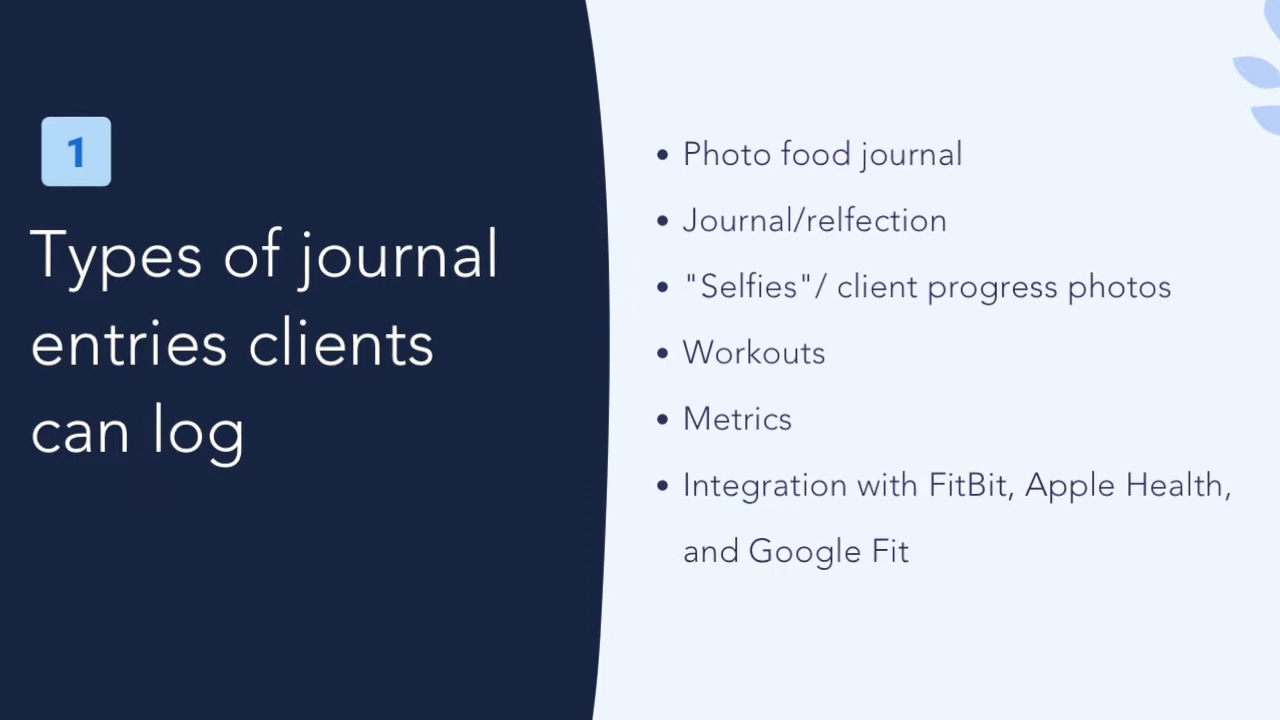 1
Types of journal
entries clients
can log
• Photo food journal
• Journal/relfection
• "Selfies"/ client progress photos
• Workouts
• Metrics
• Integration with FitBit, Apple Health,
and Google Fit